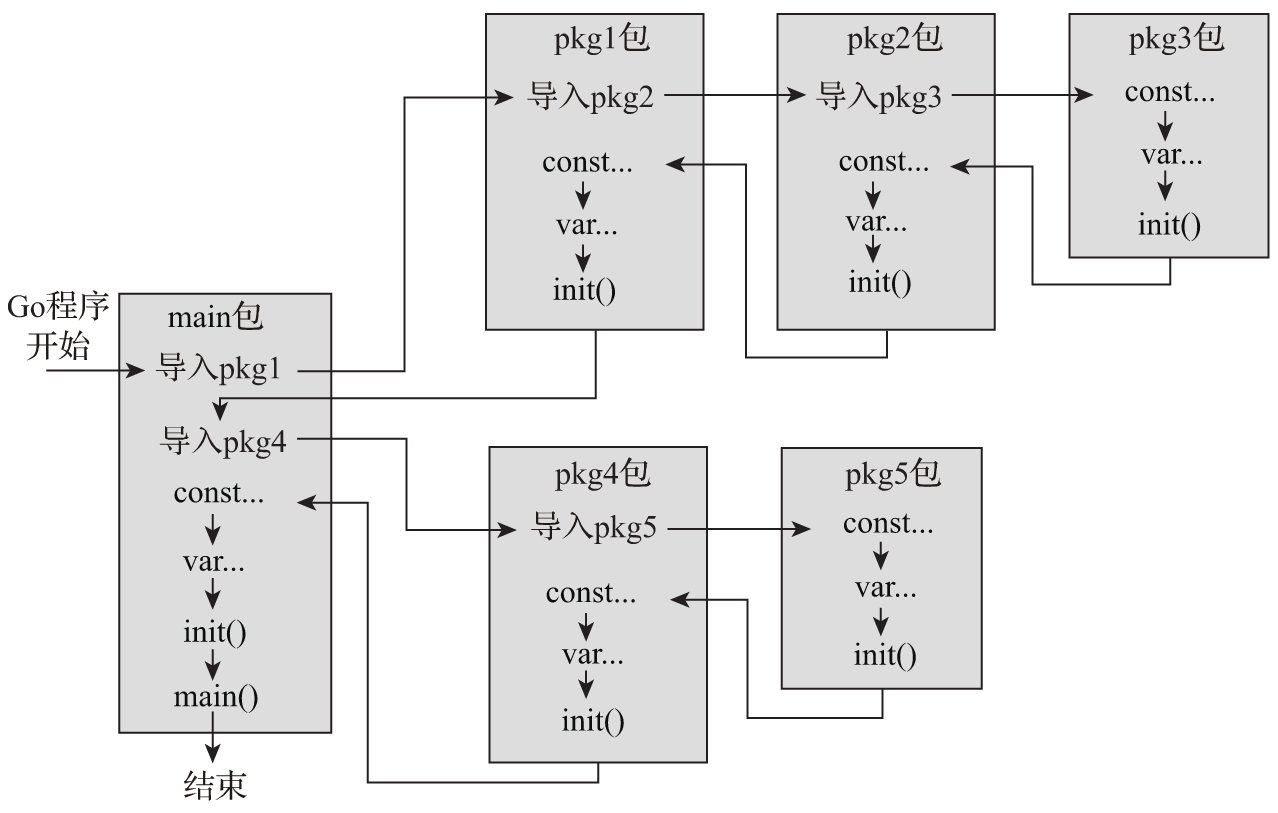 Go程序
开始
main包
导入pkg1
导入pkg4
const...
var...
init()
main()
结束
pkg1包
导入pkg2
const...
var...
init()
pkg2包
导入pkg3
const...
var...
init()
pkg3包
const...
var...
init()
pkg4包
导入pkg5
const...
var...
init()
pkg5包
const...
var...
init()